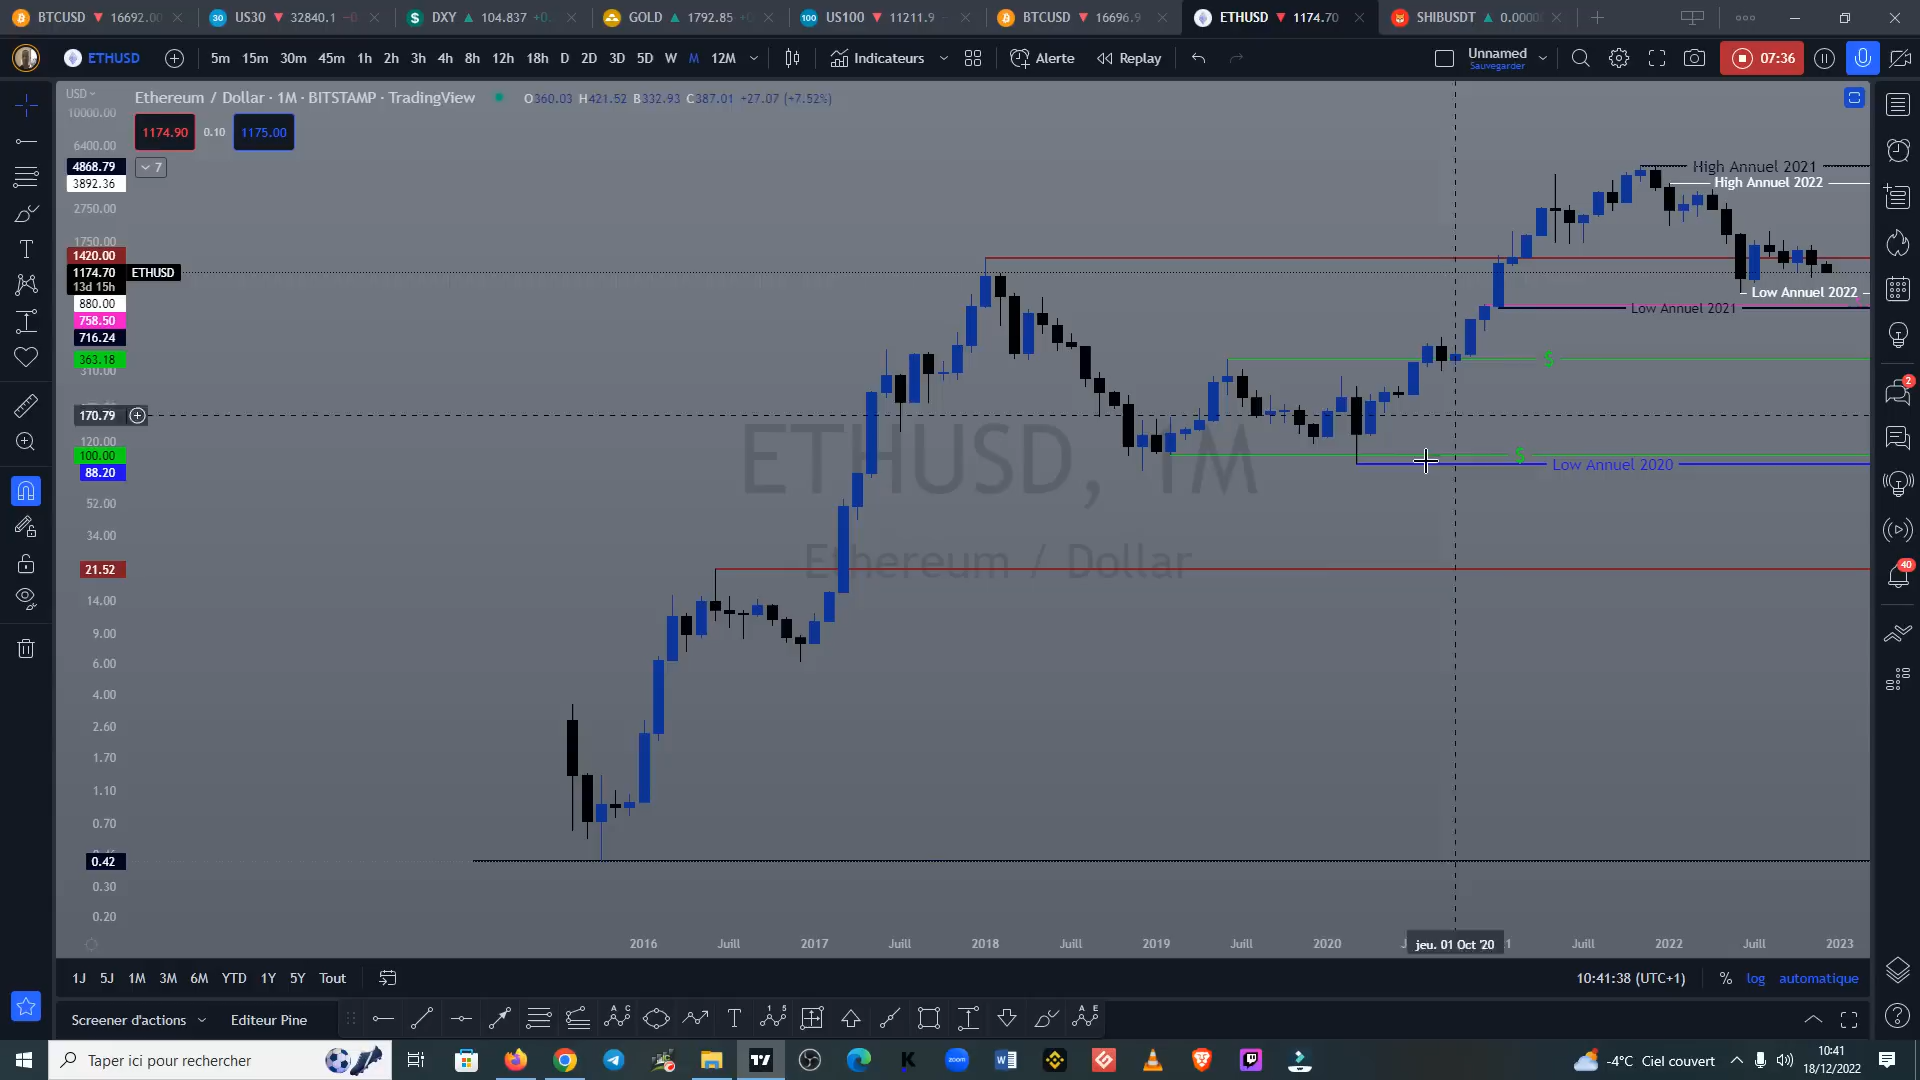 BTCUSD 16692.00
US30 32840.1
DXY 104.837
GOLD 1792.85
US100 11211.9
BTCUSD 16696.9
ETHUSD 1174.70
SHIBUSDT
ETHUSD 5m 15m 30m 45m 1h 2h 3h 4h 8h 12h 18h D 2D 3D 5D W M 12M Indicateurs Alerte Replay
Unnamed
Sauvegarder
07:36
USD
Ethereum / Dollar · 1M · BITSTAMP · TradingView O360.03 H421.52 B332.93 C387.01 +27.07 (+7.52%)
1174.90 0.10 1175.00
7
10000.00
6400.00
4868.79
3892.36
2750.00
1750.00
1420.00
1174.70 ETHUSD
13d 15h
880.00
758.50
716.24
363.18
310.00
170.79
120.00
100.00
88.20
52.00
34.00
21.52
14.00
9.00
6.00
4.00
2.60
1.70
1.10
0.70
0.42
0.30
0.20
High Annuel 2021
High Annuel 2022
Low Annuel 2022
Low Annuel 2021
$
$
Low Annuel 2020
ETHUSD, 1M
Ethereum / Dollar
2016 Juill 2017 Juill 2018 Juill 2019 Juill 2020 jeu. 01 Oct '20 Juill 2022 Juill 2023
1J 5J 1M 3M 6M YTD 1Y 5Y Tout
10:41:38 (UTC+1) % log automatique
Screener d'actions Editeur Pine
2
40
Taper ici pour rechercher
zoom
-4°C Ciel couvert
10:41
18/12/2022